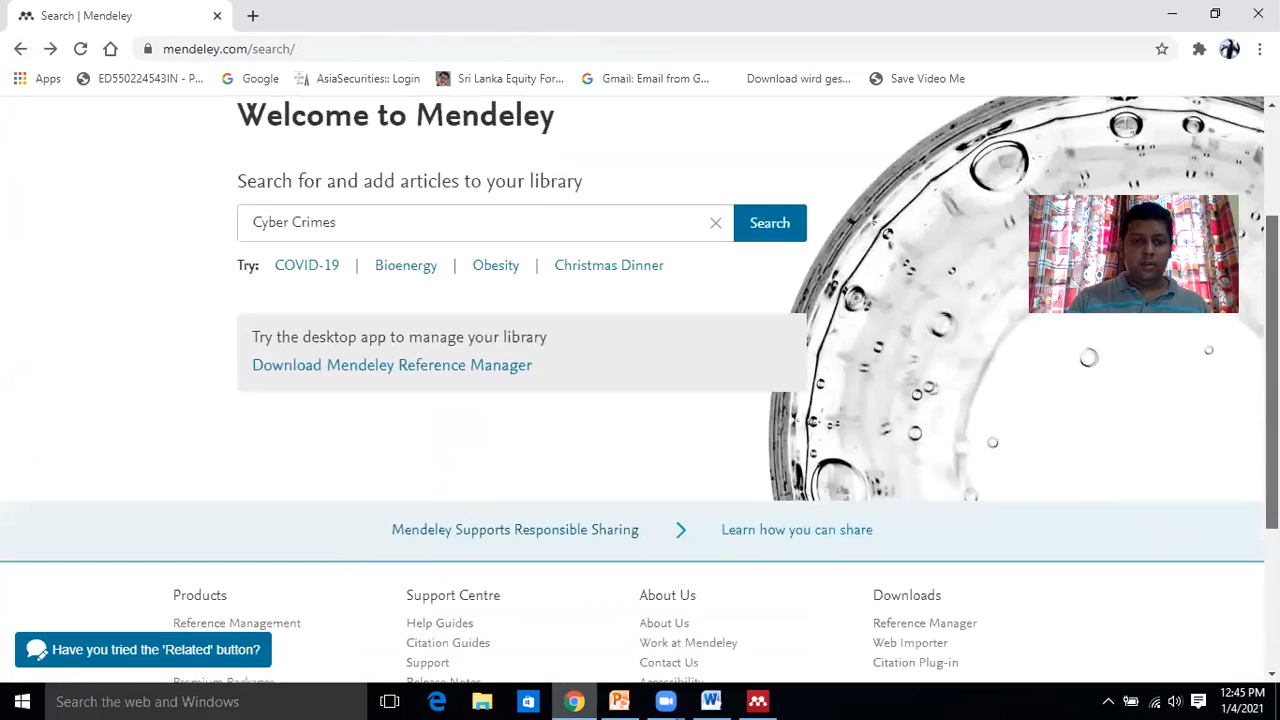 Search | Mendeley
mendeley.com/search/
Apps
ED550224543IN - P...
Google
AsiaSecurities:: Login
Sri Lanka Equity For...
Gmail: Email from G...
Download wird ges...
Save Video Me
Welcome to Mendeley
Search for and add articles to your library
Cyber Crimes
Search
Try: COVID-19 | Bioenergy | Obesity | Christmas Dinner
Try the desktop app to manage your library
Download Mendeley Reference Manager
Mendeley Supports Responsible Sharing
Learn how you can share
Products
Reference Management
Have you tried the 'Related' button?
Premium Packages
Support Centre
Help Guides
Citation Guides
Support
Release Notes
About Us
About Us
Work at Mendeley
Contact Us
Accessibility
Downloads
Reference Manager
Web Importer
Citation Plug-in
Search the web and Windows
12:45 PM
1/4/2021